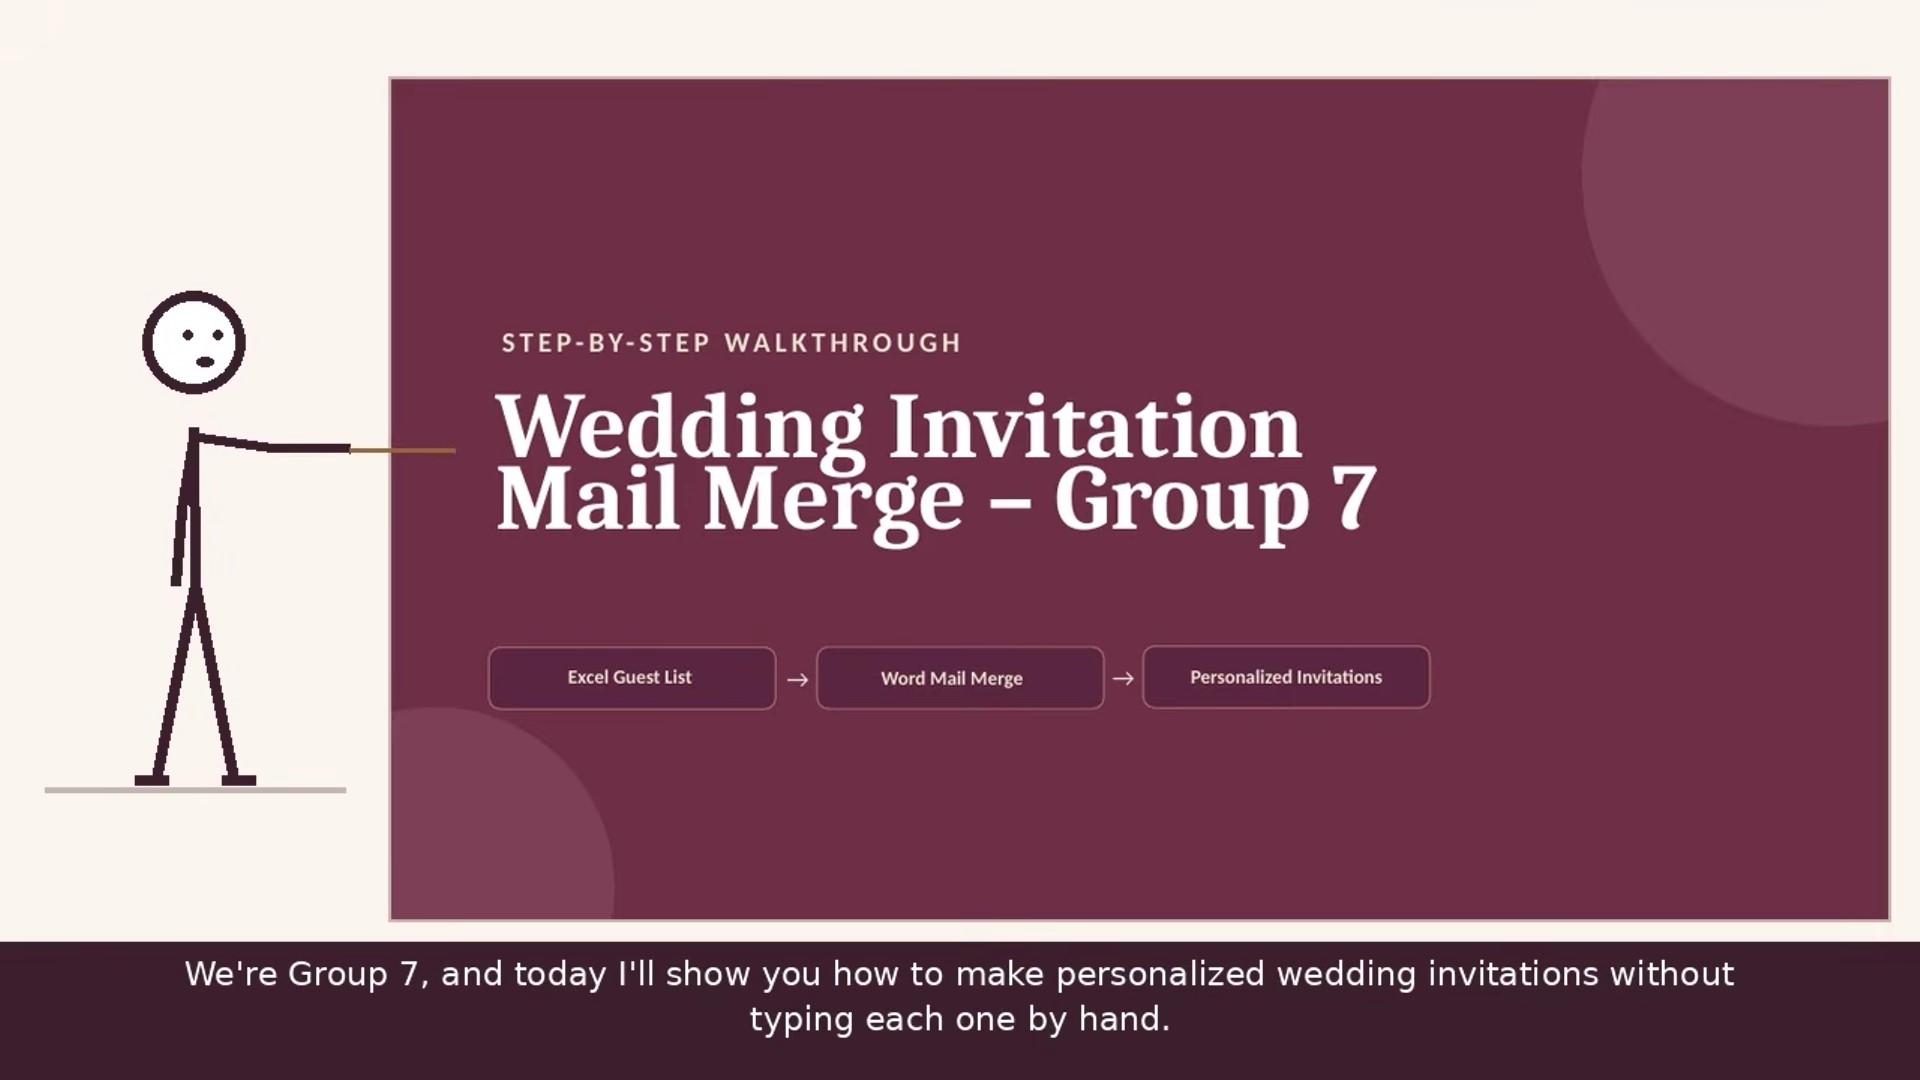 STEP-BY-STEP WALKTHROUGH
Wedding Invitation
Mail Merge – Group 7
Excel Guest List → Word Mail Merge → Personalized Invitations
We're Group 7, and today I'll show you how to make personalized wedding invitations without
typing each one by hand.